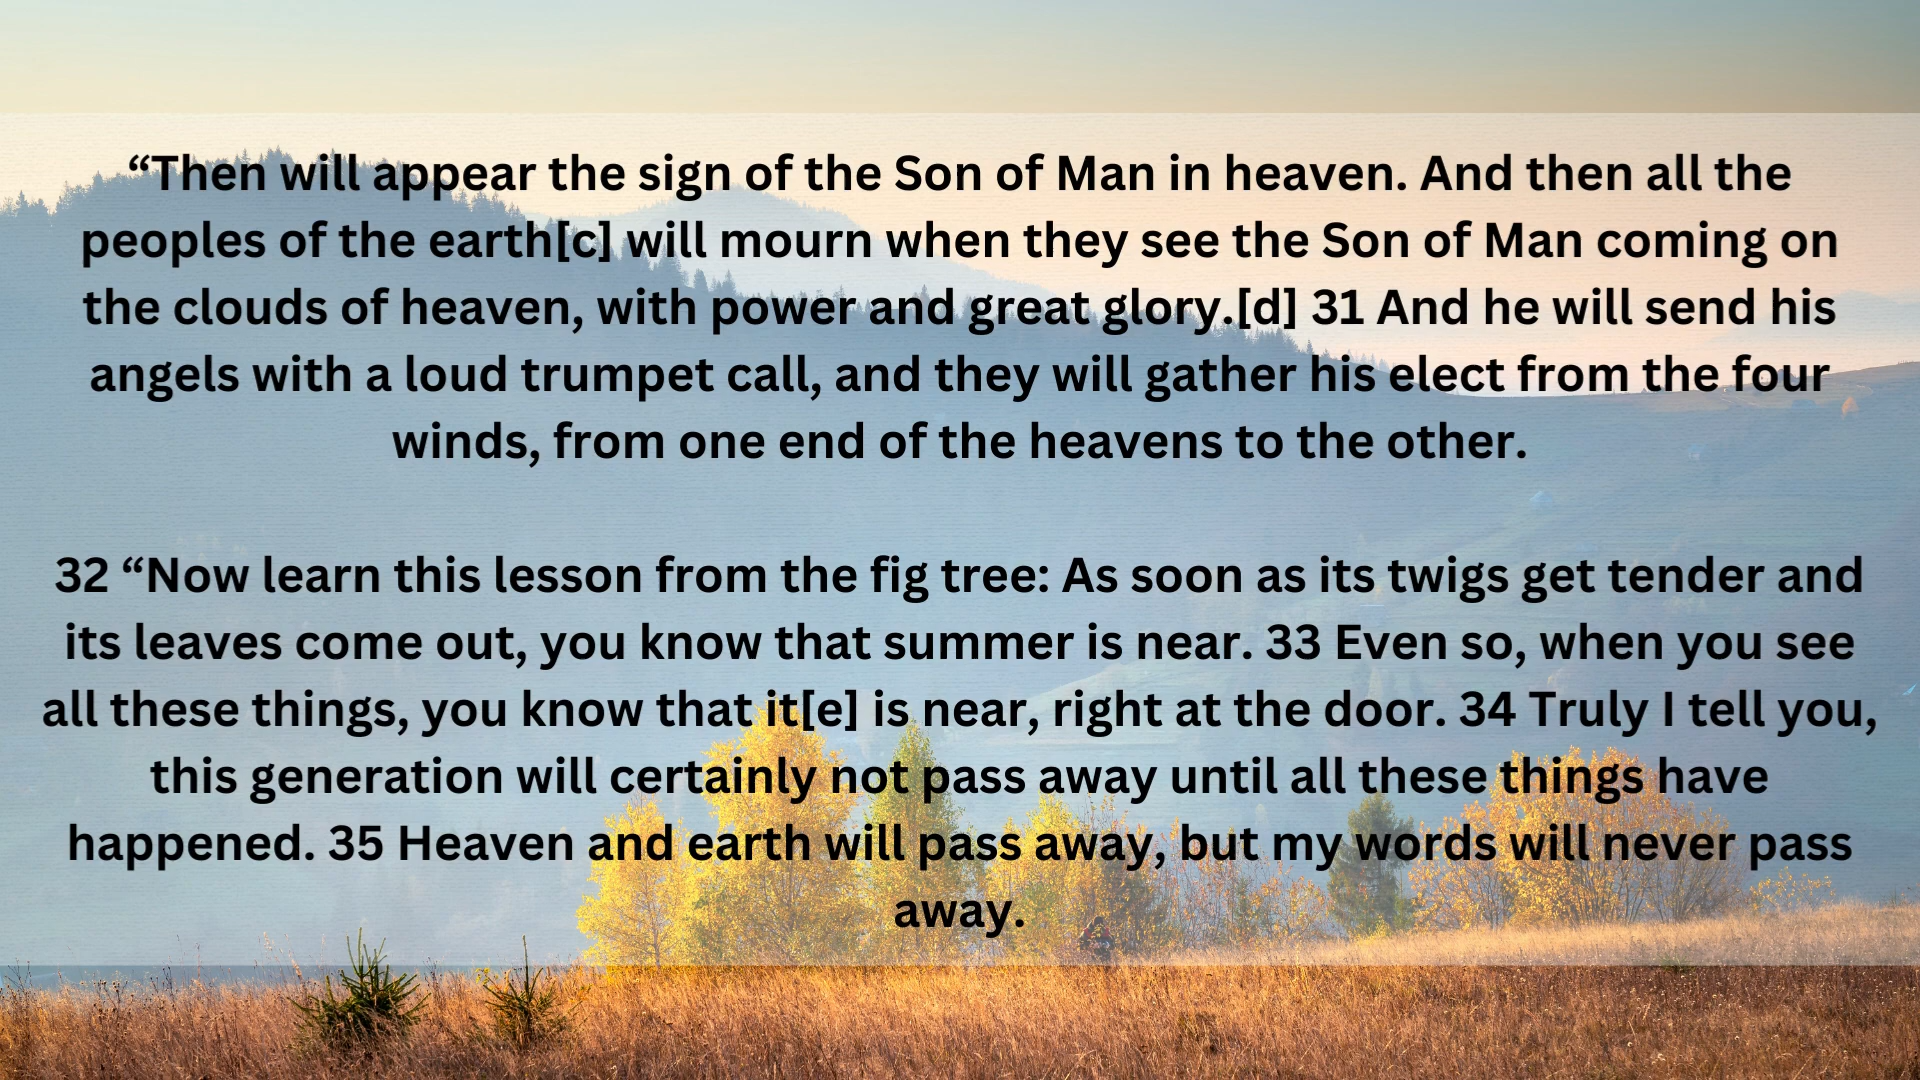 “Then will appear the sign of the Son of Man in heaven. And then all the
peoples of the earth[c] will mourn when they see the Son of Man coming on
the clouds of heaven, with power and great glory.[d] 31 And he will send his
angels with a loud trumpet call, and they will gather his elect from the four
winds, from one end of the heavens to the other.
32 “Now learn this lesson from the fig tree: As soon as its twigs get tender and
its leaves come out, you know that summer is near. 33 Even so, when you see
all these things, you know that it[e] is near, right at the door. 34 Truly I tell you,
this generation will certainly not pass away until all these things have
happened. 35 Heaven and earth will pass away, but my words will never pass
away.